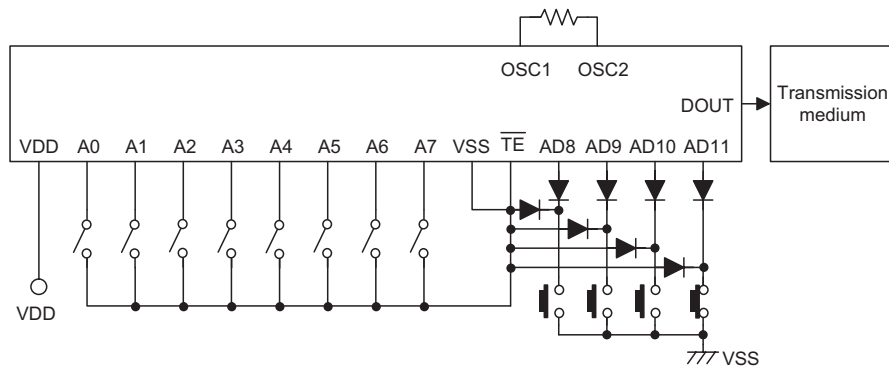 OSC1 OSC2
DOUT
Transmission
medium
VDD A0 A1 A2 A3 A4 A5 A6 A7 VSS T̅E̅ AD8 AD9 AD10 AD11
VDD
VSS